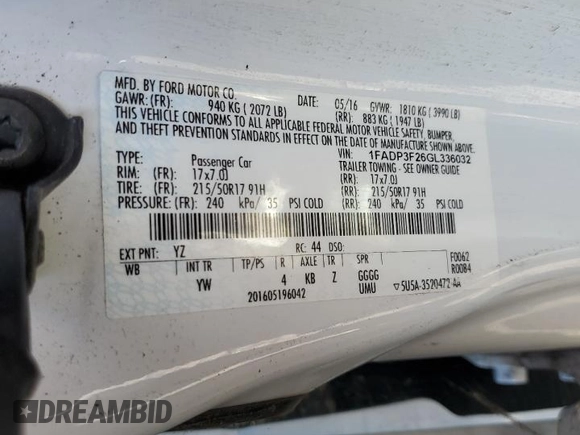 MFD. BY FORD MOTOR CO.
DATE: 05/16 GVWR: 1810 KG ( 3990 LB)
GAWR: (FR): 940 KG ( 2072 LB) (RR): 883 KG ( 1947 LB)
THIS VEHICLE CONFORMS TO ALL APPLICABLE FEDERAL MOTOR VEHICLE SAFETY, BUMPER,
AND THEFT PREVENTION STANDARDS IN EFFECT ON THE DATE OF MANUFACTURE SHOWN ABOVE.
VIN: 1FADP3F26GL336032
Passenger Car TRAILER TOWING - SEE OWNER GUIDE
RIM: (FR): 17x7.0J (RR): 17x7.0J
TIRE: (FR): 215/50R17 91H (RR): 215/50R17 91H
PRESSURE: (FR): 240 kPa/ 35 PSI COLD (RR): 240 kPa/ 35 PSI COLD
EXT PNT: YZ RC: 44 DSO: F0062
WB INT TR TP/PS R AXLE TR SPR R0084
YW 4 KB Z GGGG
UMU
201605196042 5U5A-3520472-AA
DREAMBID